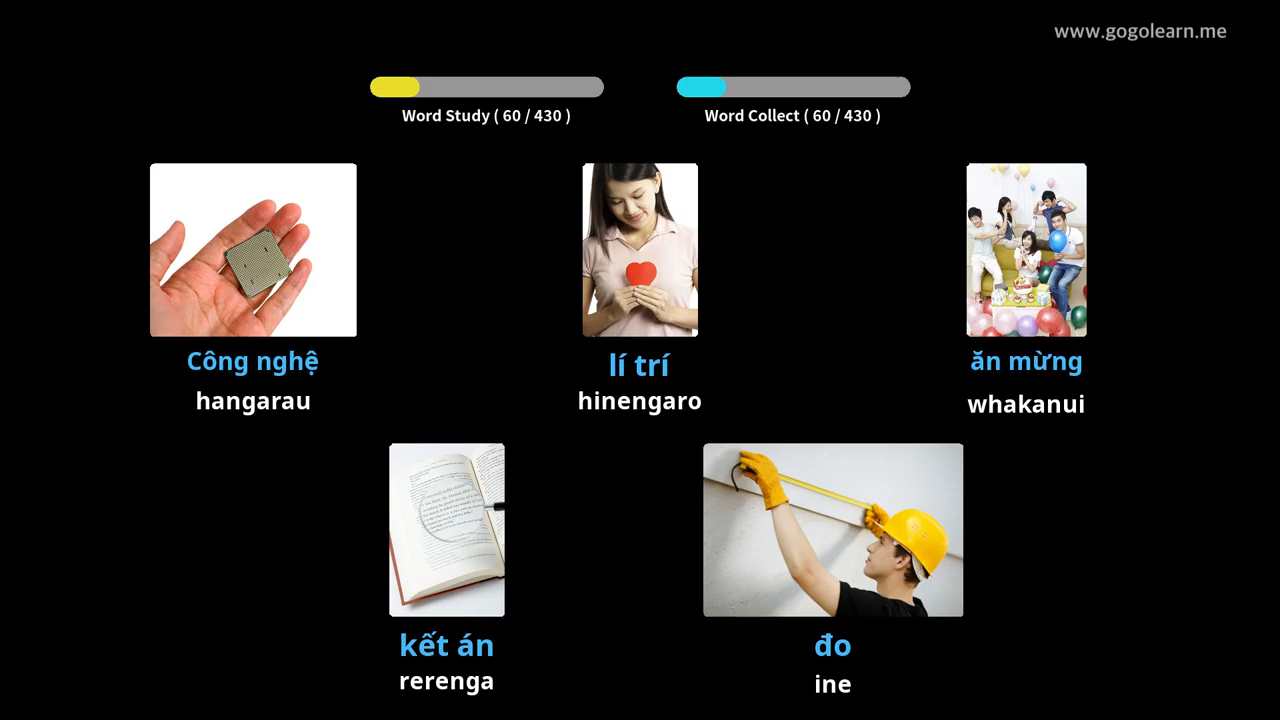 www.gogolearn.me
Word Study ( 60 / 430 )
Word Collect ( 60 / 430 )
Công nghệ
hangarau
lí trí
hinengaro
ăn mừng
whakanui
kết án
rerenga
đo
ine